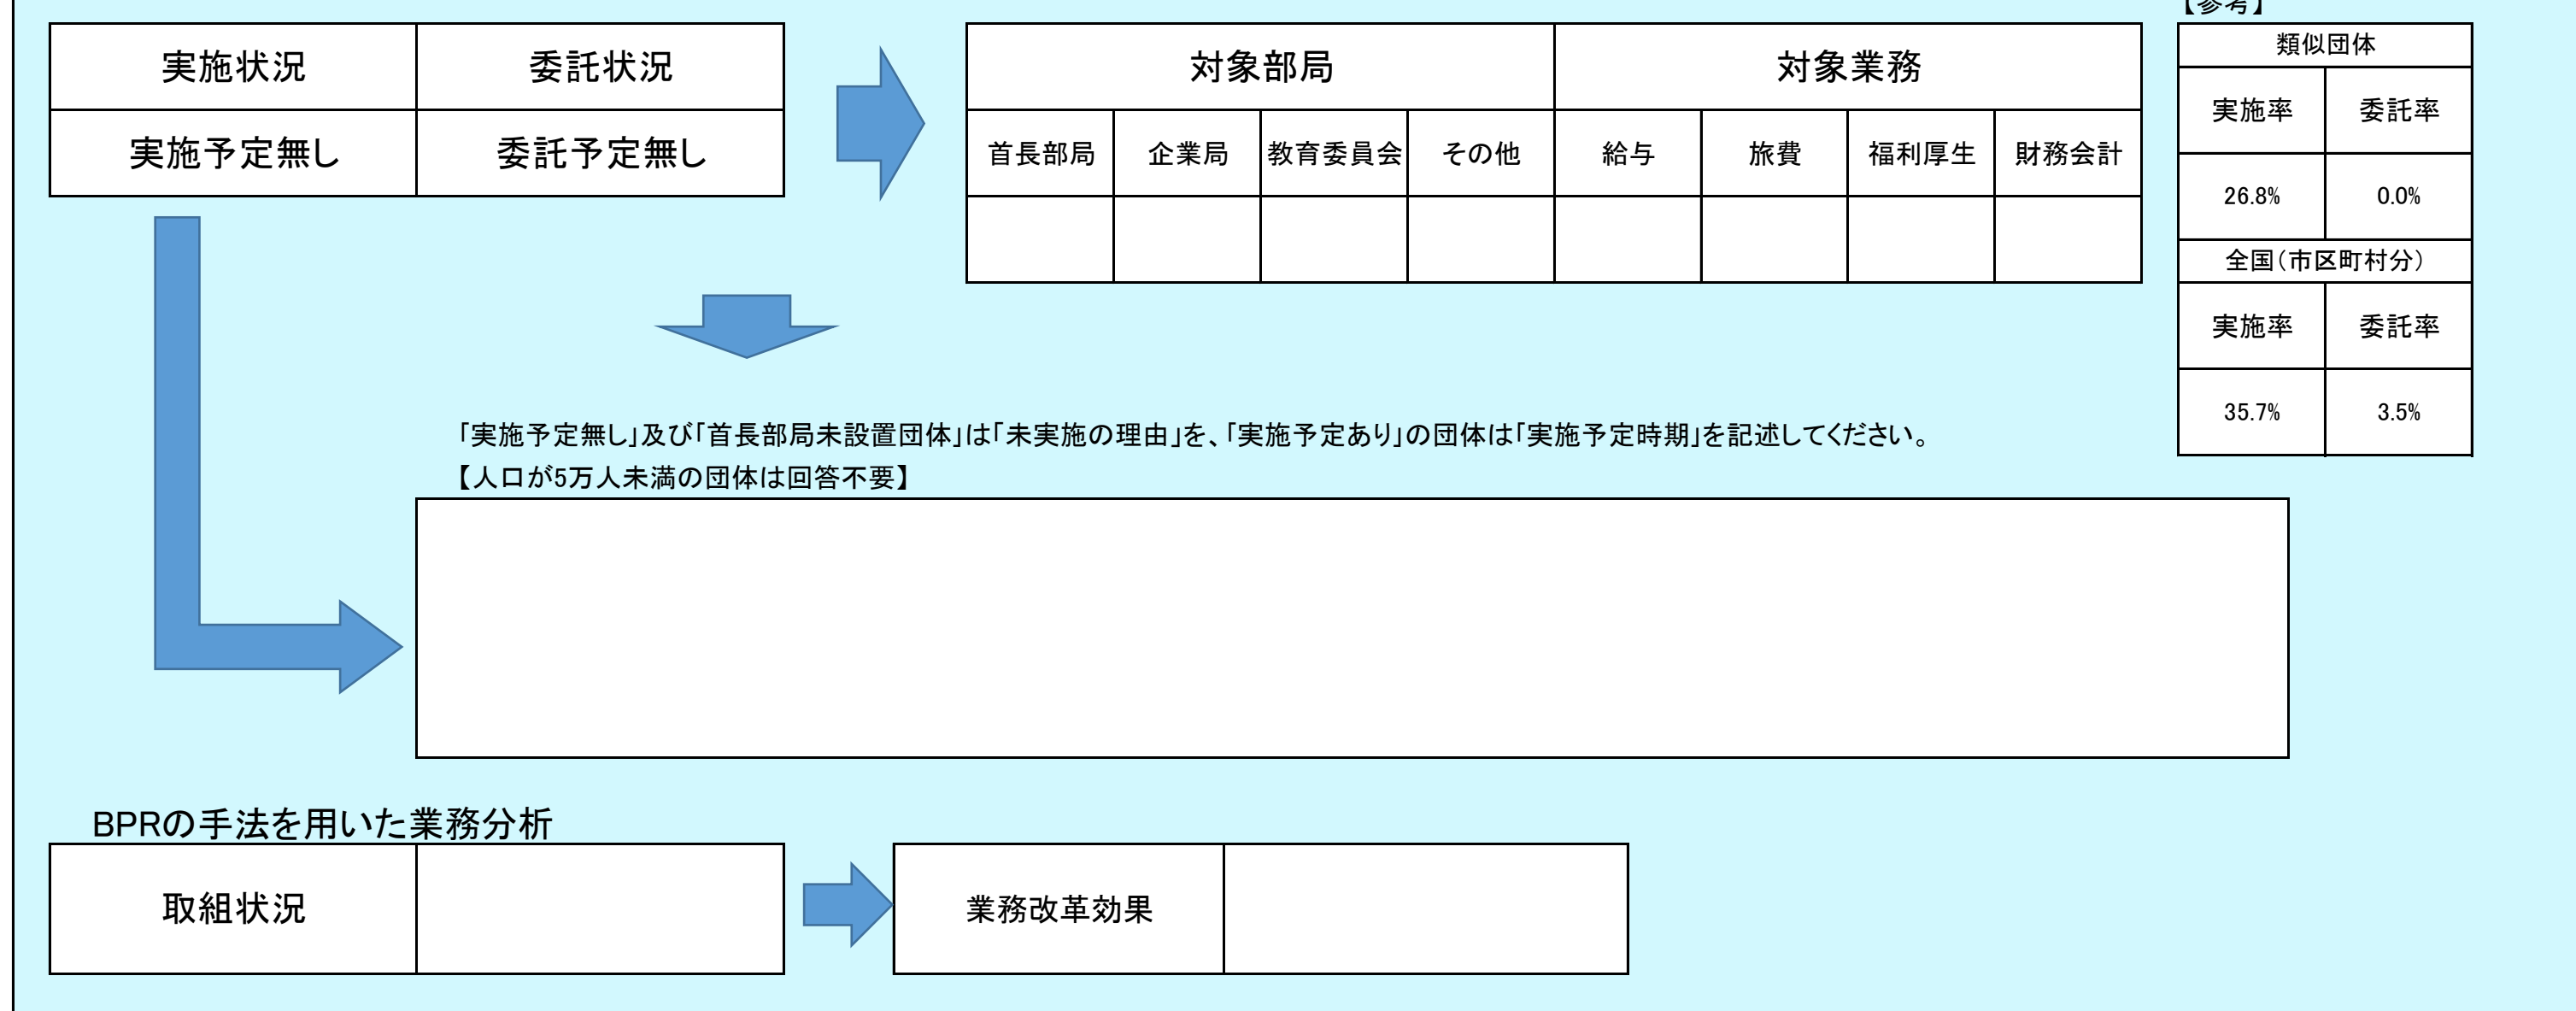 【参考】
実施状況 委託状況
実施予定無し 委託予定無し
対象部局 対象業務
首長部局 企業局 教育委員会 その他 給与 旅費 福利厚生 財務会計
類似団体
実施率 委託率
26.8% 0.0%
全国(市区町村分)
実施率 委託率
35.7% 3.5%
「実施予定無し」及び「首長部局未設置団体」は「未実施の理由」を、「実施予定あり」の団体は「実施予定時期」を記述してください。
【人口が5万人未満の団体は回答不要】
BPRの手法を用いた業務分析
取組状況
業務改革効果